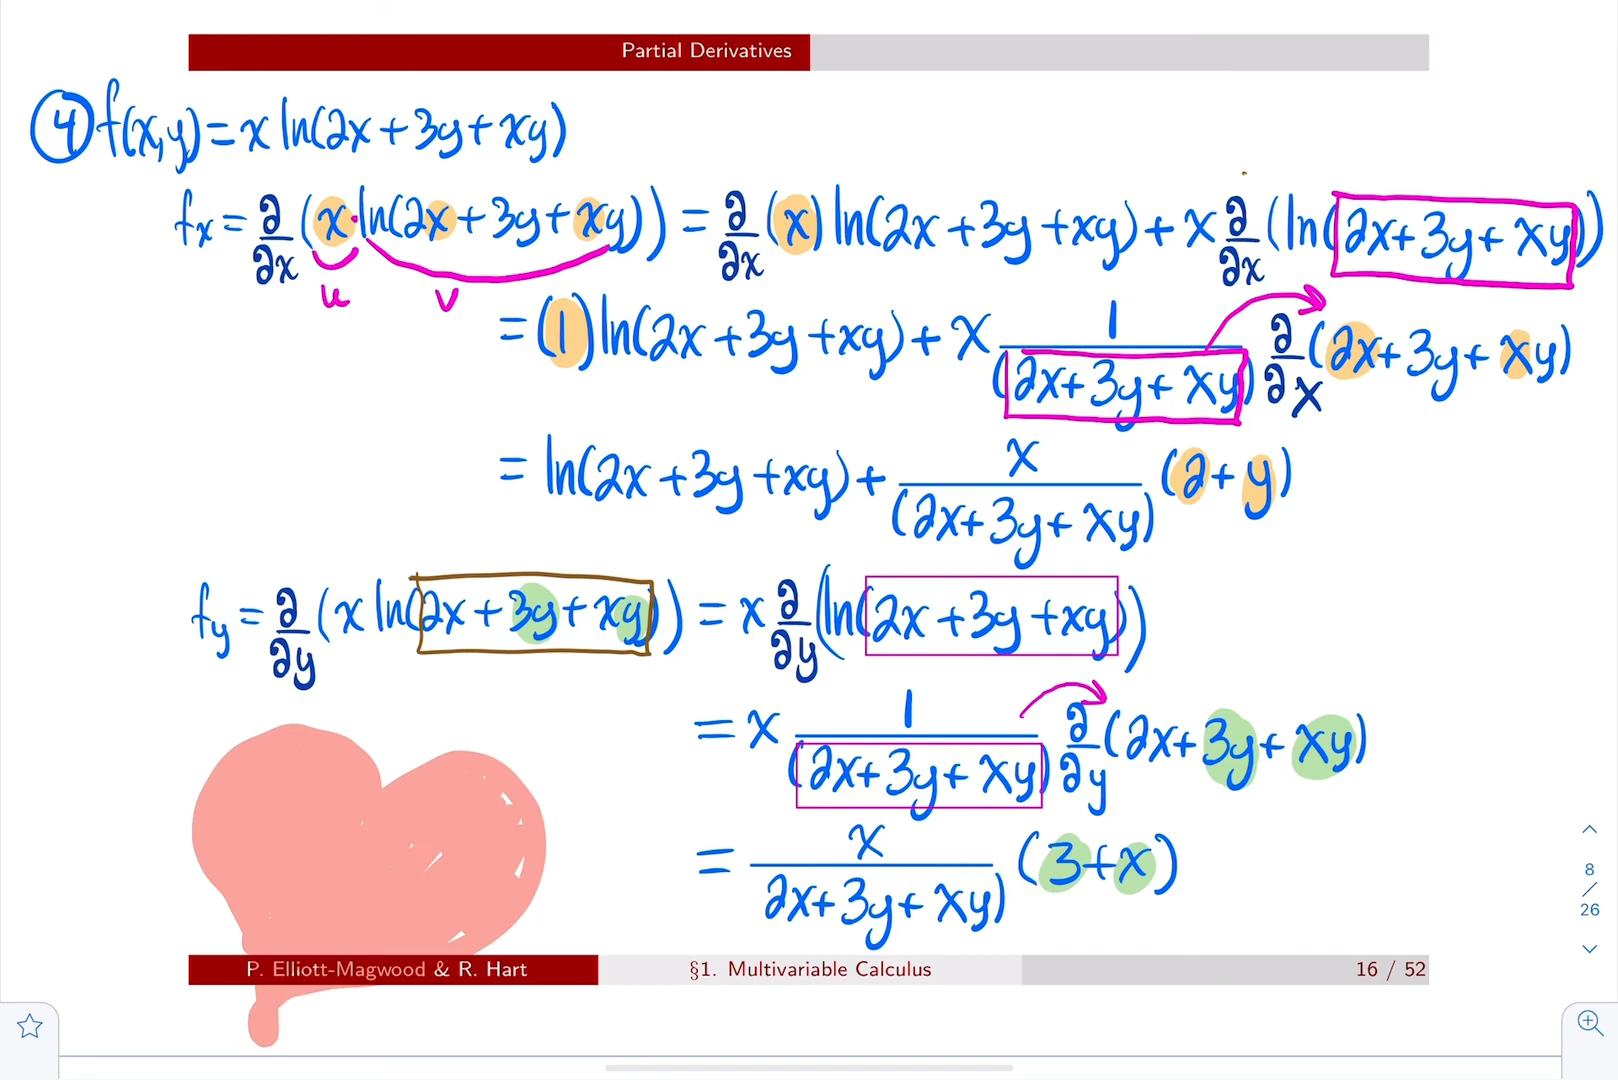 Partial Derivatives
④ f(x,y) = x ln(2x + 3y + xy)
fx = ∂/∂x (x · ln(2x + 3y + xy)) = ∂/∂x (x) ln(2x + 3y + xy) + x ∂/∂x (ln(2x + 3y + xy))
u v
= (1) ln(2x + 3y + xy) + x 1/(2x + 3y + xy) ∂/∂x (2x + 3y + xy)
= ln(2x + 3y + xy) + x/(2x + 3y + xy) (2 + y)
fy = ∂/∂y (x ln(2x + 3y + xy)) = x ∂/∂y (ln(2x + 3y + xy))
= x 1/(2x + 3y + xy) ∂/∂y (2x + 3y + xy)
= x/2x + 3y + xy) (3 + x)
8
/
26
P. Elliott-Magwood & R. Hart §1. Multivariable Calculus 16 / 52